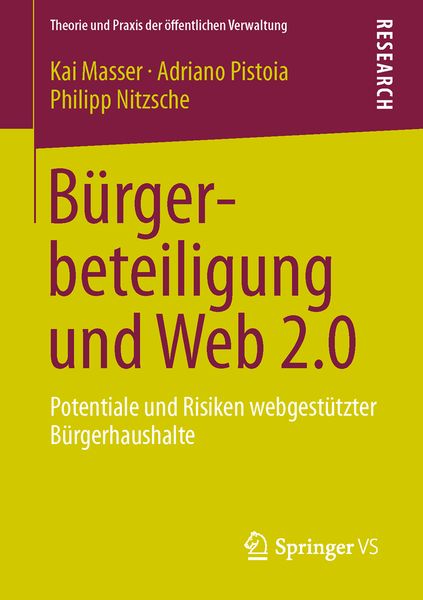 Theorie und Praxis der öffentlichen Verwaltung
RESEARCH
Kai Masser · Adriano Pistoia
Philipp Nitzsche
Bürger-
beteiligung
und Web 2.0
Potentiale und Risiken webgestützter
Bürgerhaushalte
Springer VS